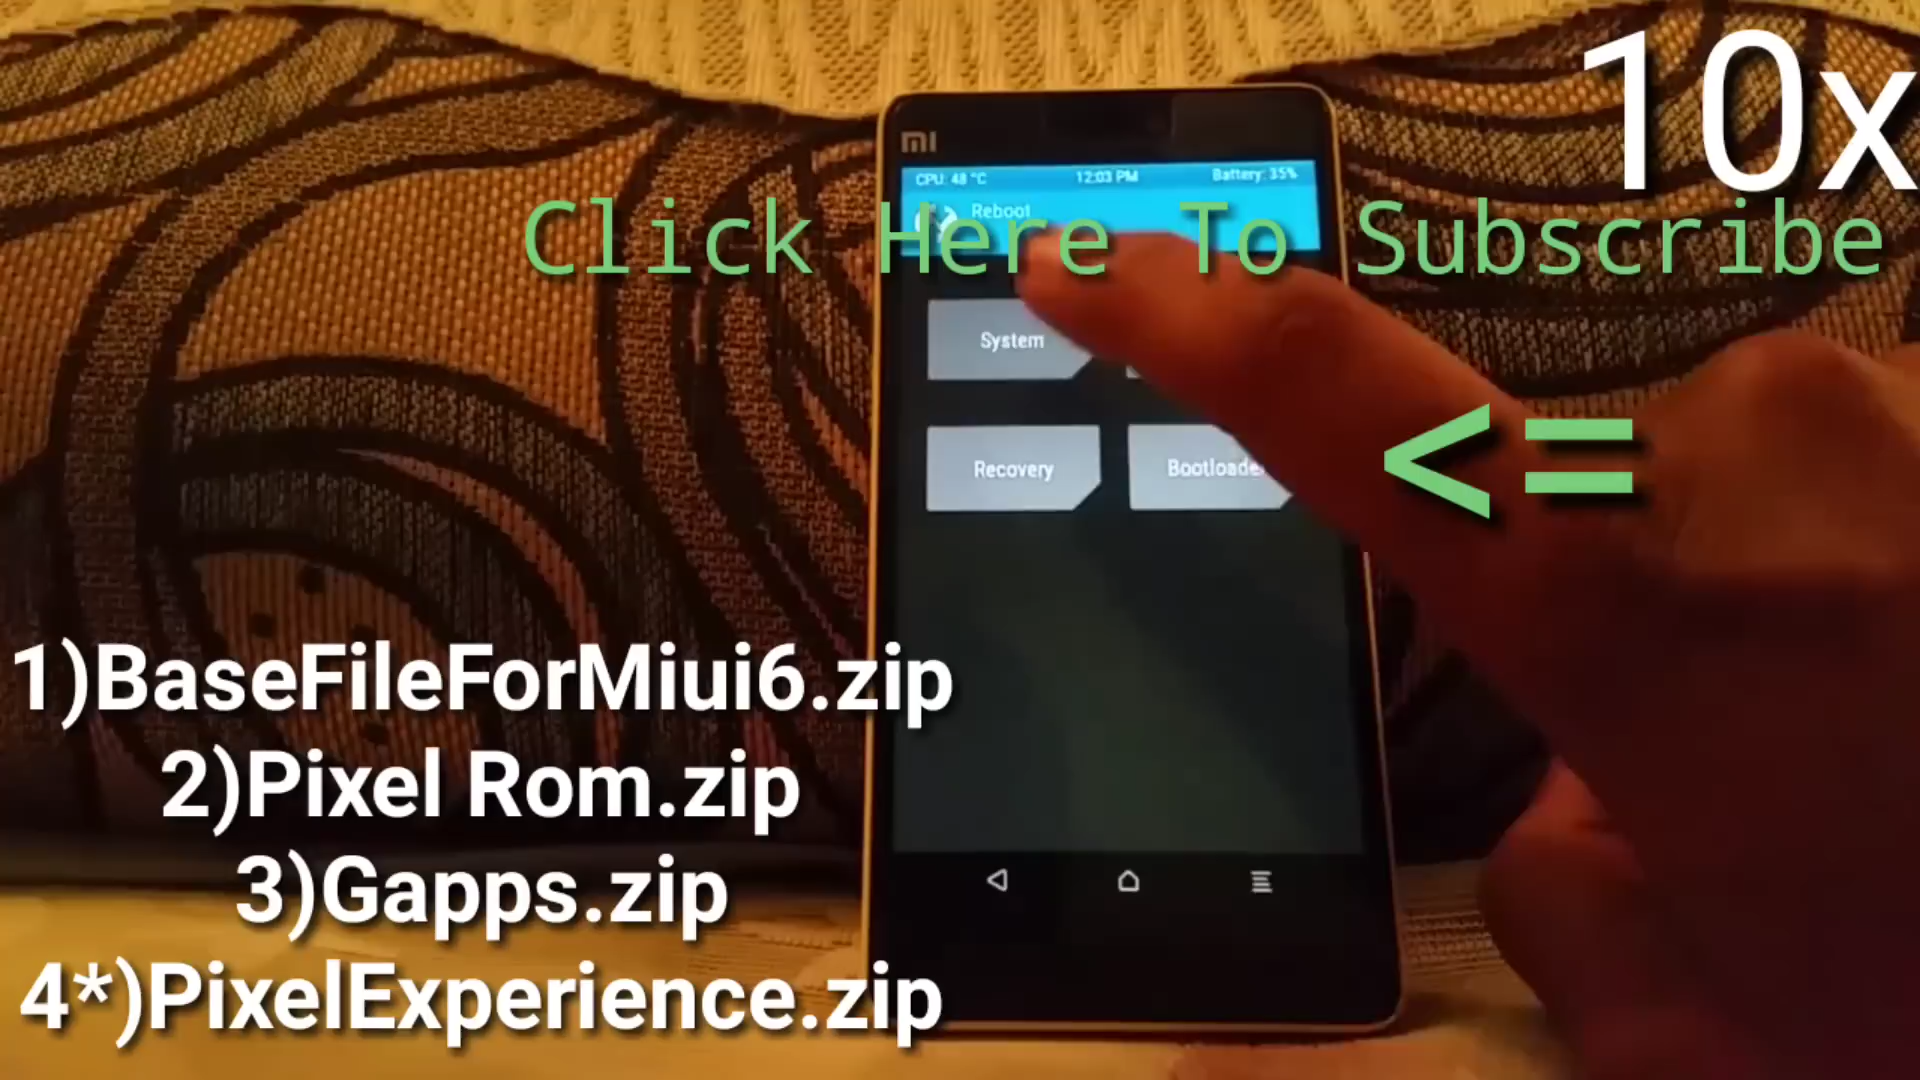 10x
mi
CPU: 48 °C 12:03 PM Battery: 35%
Reboot
Click Here To Subscribe
System
Recovery Bootloader
<=
1)BaseFileForMiui6.zip
2)Pixel Rom.zip
3)Gapps.zip
4*)PixelExperience.zip